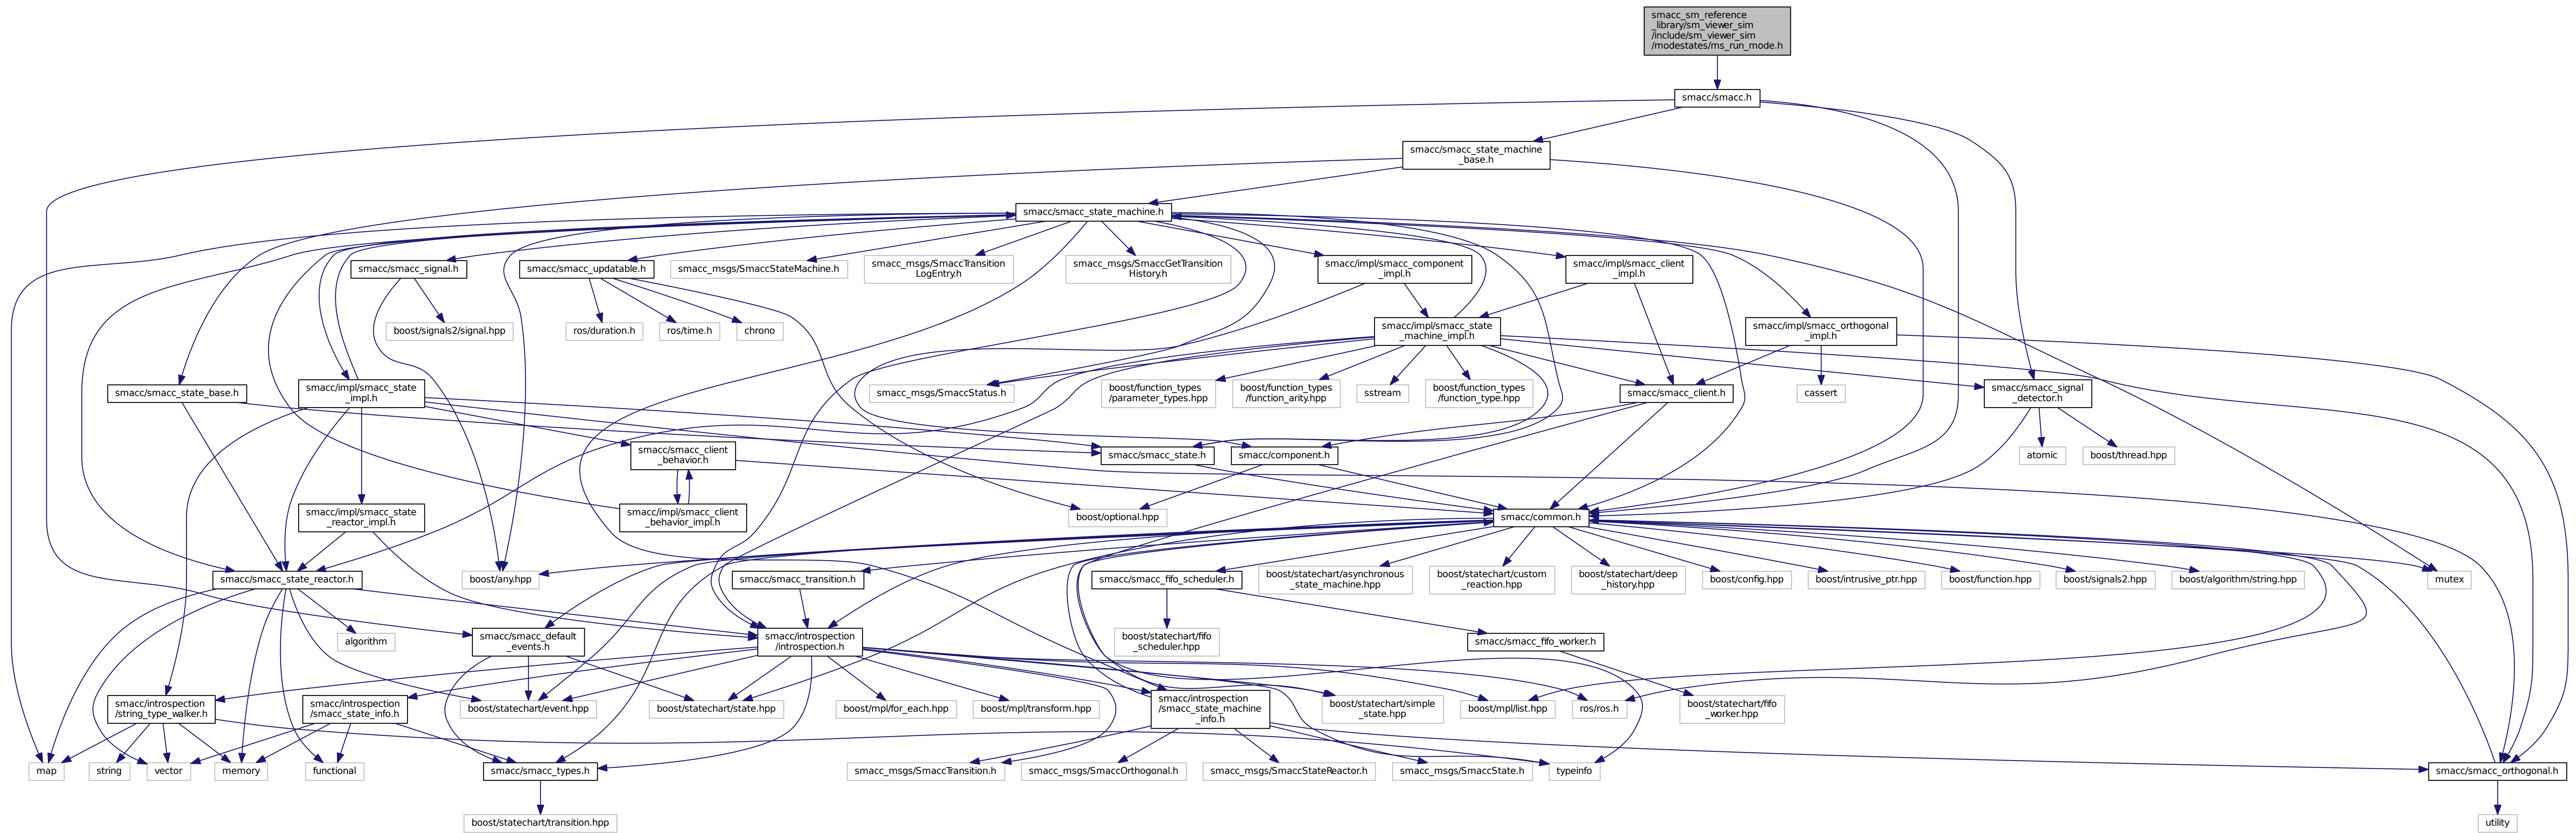 smacc_sm_reference
_library/sm_viewer_sim
/include/sm_viewer_sim
/modestates/ms_run_mode.h
smacc/smacc.h
smacc/smacc_state_machine
_base.h
smacc/smacc_state_machine.h
smacc/smacc_signal.h
smacc/smacc_updatable.h
smacc_msgs/SmaccStateMachine.h
smacc_msgs/SmaccTransition
LogEntry.h
smacc_msgs/SmaccGetTransition
History.h
smacc/impl/smacc_component
_impl.h
smacc/impl/smacc_client
_impl.h
boost/signals2/signal.hpp
ros/duration.h
ros/time.h
chrono
smacc/impl/smacc_state
_machine_impl.h
smacc/impl/smacc_orthogonal
_impl.h
smacc/smacc_state_base.h
smacc/impl/smacc_state
_impl.h
smacc_msgs/SmaccStatus.h
boost/function_types
/parameter_types.hpp
boost/function_types
/function_arity.hpp
sstream
boost/function_types
/function_type.hpp
smacc/smacc_client.h
cassert
smacc/smacc_signal
_detector.h
smacc/smacc_client
_behavior.h
smacc/smacc_state.h
smacc/component.h
atomic
boost/thread.hpp
smacc/impl/smacc_state
_reactor_impl.h
smacc/impl/smacc_client
_behavior_impl.h
boost/optional.hpp
smacc/common.h
smacc/smacc_state_reactor.h
boost/any.hpp
smacc/smacc_transition.h
smacc/smacc_fifo_scheduler.h
boost/statechart/asynchronous
_state_machine.hpp
boost/statechart/custom
_reaction.hpp
boost/statechart/deep
_history.hpp
boost/config.hpp
boost/intrusive_ptr.hpp
boost/function.hpp
boost/signals2.hpp
boost/algorithm/string.hpp
mutex
algorithm
smacc/smacc_default
_events.h
smacc/introspection
/introspection.h
boost/statechart/fifo
_scheduler.hpp
smacc/smacc_fifo_worker.h
smacc/introspection
/string_type_walker.h
smacc/introspection
/smacc_state_info.h
boost/statechart/event.hpp
boost/statechart/state.hpp
boost/mpl/for_each.hpp
boost/mpl/transform.hpp
smacc/introspection
/smacc_state_machine
_info.h
boost/statechart/simple
_state.hpp
boost/mpl/list.hpp
ros/ros.h
boost/statechart/fifo
_worker.hpp
map
string
vector
memory
functional
smacc/smacc_types.h
smacc_msgs/SmaccTransition.h
smacc_msgs/SmaccOrthogonal.h
smacc_msgs/SmaccStateReactor.h
smacc_msgs/SmaccState.h
typeinfo
smacc/smacc_orthogonal.h
boost/statechart/transition.hpp
utility